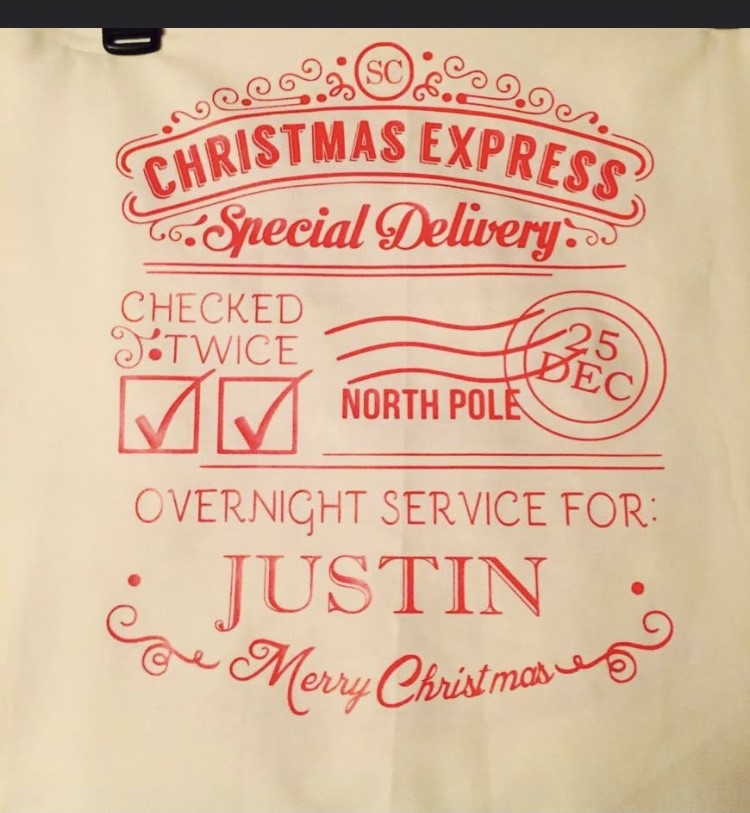 SC
CHRISTMAS EXPRESS
Special Delivery
CHECKED
TWICE
25
DEC
NORTH POLE
OVERNIGHT SERVICE FOR:
JUSTIN
Merry Christmas